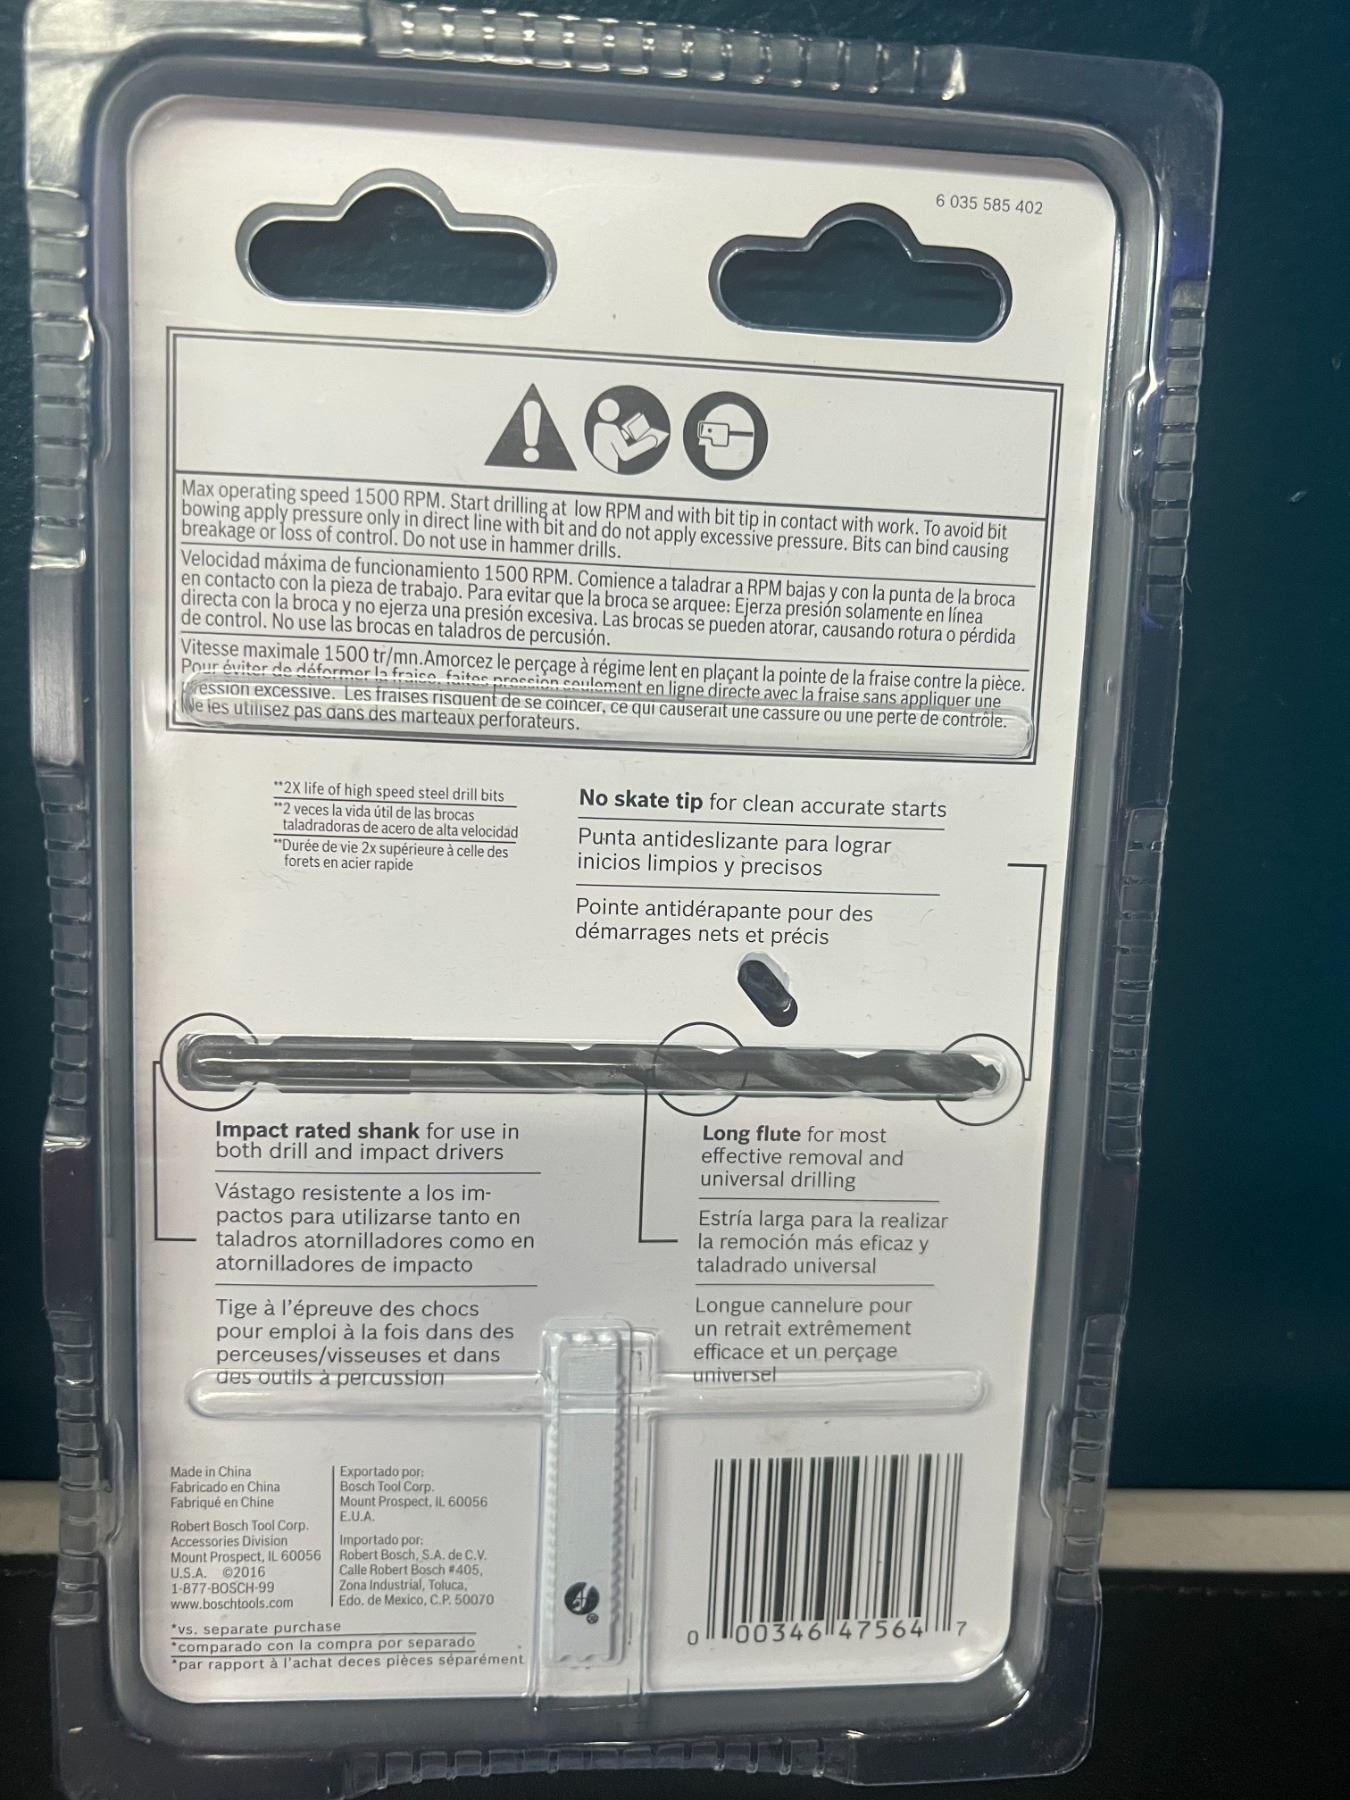 6 035 585 402
Max operating speed 1500 RPM. Start drilling at low RPM and with bit tip in contact with work. To avoid bit
bowing apply pressure only in direct line with bit and do not apply excessive pressure. Bits can bind causing
breakage or loss of control. Do not use in hammer drills.
Velocidad máxima de funcionamiento 1500 RPM. Comience a taladrar a RPM bajas y con la punta de la broca
en contacto con la pieza de trabajo. Para evitar que la broca se arquee: Ejerza presión solamente en línea
directa con la broca y no ejerza una presión excesiva. Las brocas se pueden atorar, causando rotura o pérdida
de control. No use las brocas en taladros de percusión.
Vitesse maximale 1500 tr/mn.Amorcez le perçage à régime lent en plaçant la pointe de la fraise contre la pièce.
Pour éviter de déformer la fraise, faites pression seulement en ligne directe avec la fraise sans appliquer une
pression excessive. Les fraises risquent de se coincer, ce qui causerait une cassure ou une perte de contrôle.
Ne les utilisez pas dans des marteaux perforateurs.
**2X life of high speed steel drill bits
**2 veces la vida útil de las brocas
taladradoras de acero de alta velocidad
**Durée de vie 2x supérieure à celle des
forets en acier rapide
No skate tip for clean accurate starts
Punta antideslizante para lograr
inicios limpios y precisos
Pointe antidérapante pour des
démarrages nets et précis
Impact rated shank for use in
both drill and impact drivers
Vástago resistente a los im-
pactos para utilizarse tanto en
taladros atornilladores como en
atornilladores de impacto
Tige à l'épreuve des chocs
pour emploi à la fois dans des
perceuses/visseuses et dans
des outils à percussion
Long flute for most
effective removal and
universal drilling
Estría larga para la realizar
la remoción más eficaz y
taladrado universal
Longue cannelure pour
un retrait extrêmement
efficace et un perçage
universel
Made in China
Fabricado en China
Fabriqué en Chine
Robert Bosch Tool Corp.
Accessories Division
Mount Prospect, IL 60056
U.S.A. ©2016
1-877-BOSCH-99
www.boschtools.com
Exportado por:
Bosch Tool Corp.
Mount Prospect, IL 60056
E.U.A.
Importado por:
Robert Bosch, S.A. de C.V.
Calle Robert Bosch #405,
Zona Industrial, Toluca,
Edo. de Mexico, C.P. 50070
*vs. separate purchase
*comparado con la compra por separado
*par rapport à l'achat deces pièces séparément
0 00346 47564 7